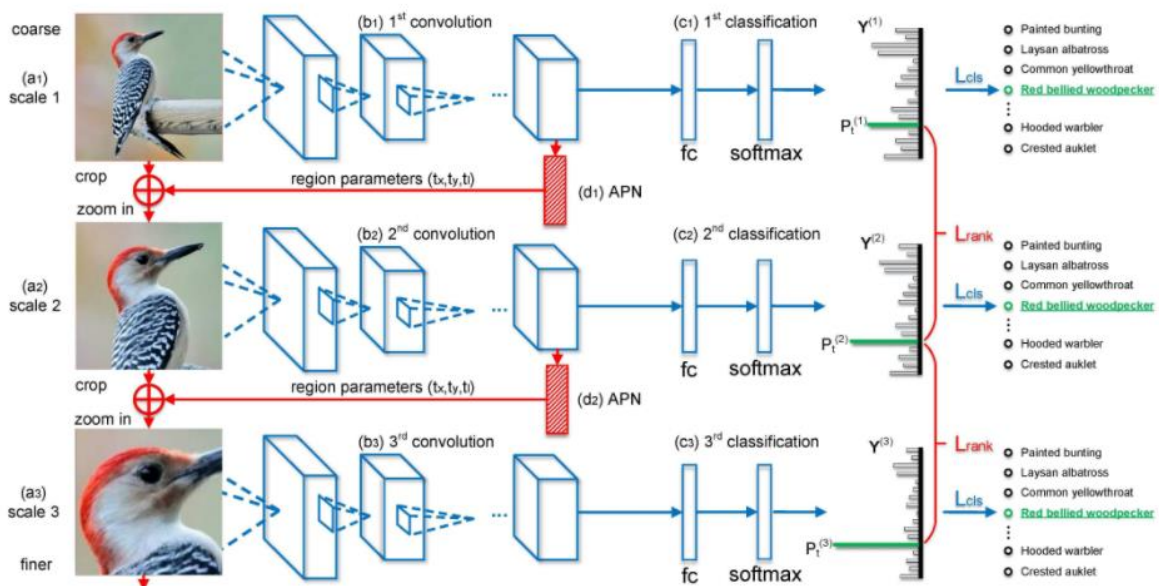 coarse
(a1)
scale 1
(b1) 1st convolution
(c1) 1st classification
Y(1)
...
fc
softmax
Pt(1)
Lcls
Painted bunting
Laysan albatross
Common yellowthroat
Red bellied woodpecker
Hooded warbler
Crested auklet
crop
zoom in
region parameters (tx,ty,tl)
(d1) APN
Lrank
(a2)
scale 2
(b2) 2nd convolution
(c2) 2nd classification
Y(2)
...
fc
softmax
Pt(2)
Lcls
Painted bunting
Laysan albatross
Common yellowthroat
Red bellied woodpecker
Hooded warbler
Crested auklet
crop
zoom in
region parameters (tx,ty,tl)
(d2) APN
Lrank
(a3)
scale 3
finer
(b3) 3rd convolution
(c3) 3rd classification
Y(3)
...
fc
softmax
Pt(3)
Lcls
Painted bunting
Laysan albatross
Common yellowthroat
Red bellied woodpecker
Hooded warbler
Crested auklet